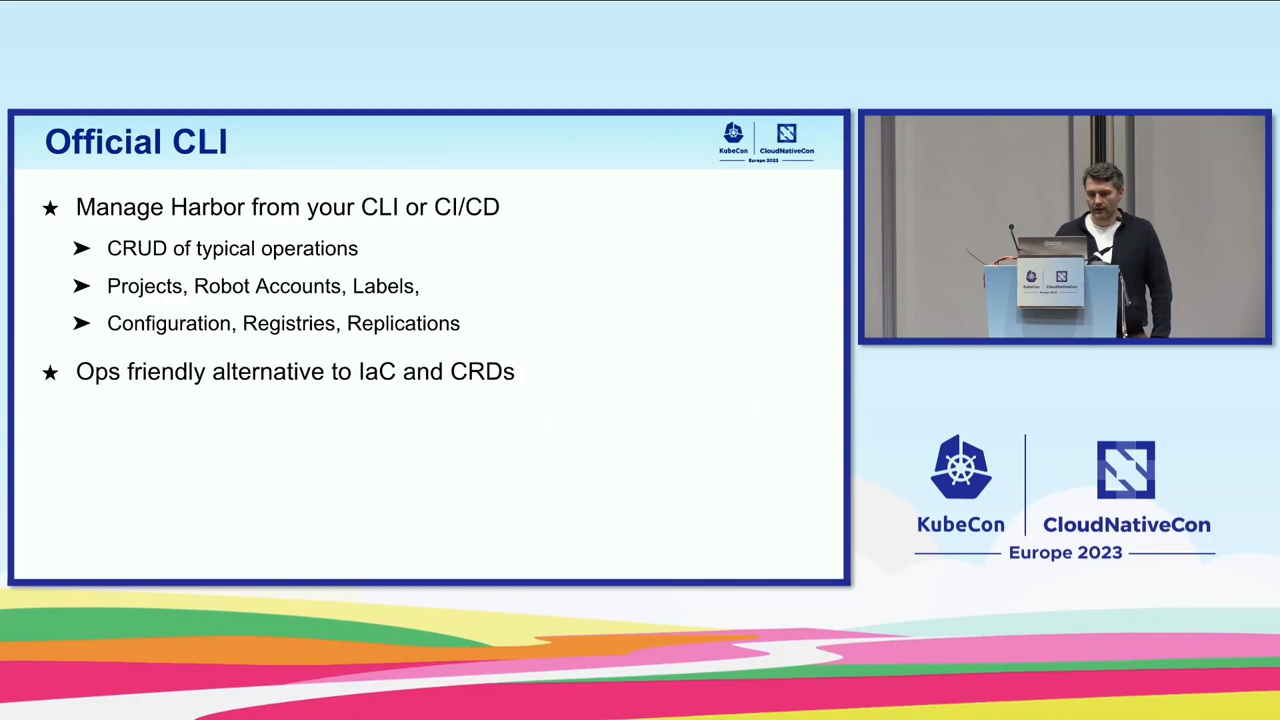 Official CLI
KubeCon
CloudNativeCon
Europe 2023
★ Manage Harbor from your CLI or CI/CD
➤ CRUD of typical operations
➤ Projects, Robot Accounts, Labels,
➤ Configuration, Registries, Replications
★ Ops friendly alternative to IaC and CRDs
KubeCon
CloudNativeCon
Europe 2023